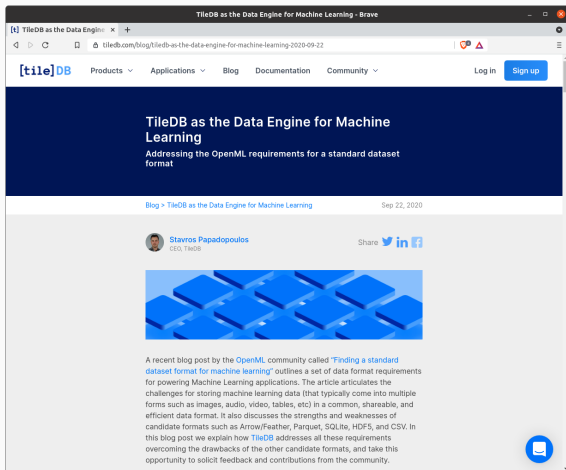 TileDB as the Data Engine for Machine Learning - Brave
[t] TileDB as the Data Engine × +
tiledb.com/blog/tiledb-as-the-data-engine-for-machine-learning-2020-09-22
[tile]DB Products Applications Blog Documentation Community Log in Sign up
TileDB as the Data Engine for Machine
Learning
Addressing the OpenML requirements for a standard dataset
format
Blog > TileDB as the Data Engine for Machine Learning Sep 22, 2020
Stavros Papadopoulos
CEO, TileDB
Share
A recent blog post by the OpenML community called "Finding a standard
dataset format for machine learning" outlines a set of data format requirements
for powering Machine Learning applications. The article articulates the
challenges for storing machine learning data (that typically come into multiple
forms such as images, audio, video, tables, etc) in a common, shareable, and
efficient data format. It also discusses the strengths and weaknesses of
candidate formats such as Arrow/Feather, Parquet, SQLite, HDF5, and CSV. In
this blog post we explain how TileDB addresses all these requirements
overcoming the drawbacks of the other candidate formats, and take this
opportunity to solicit feedback and contributions from the community.